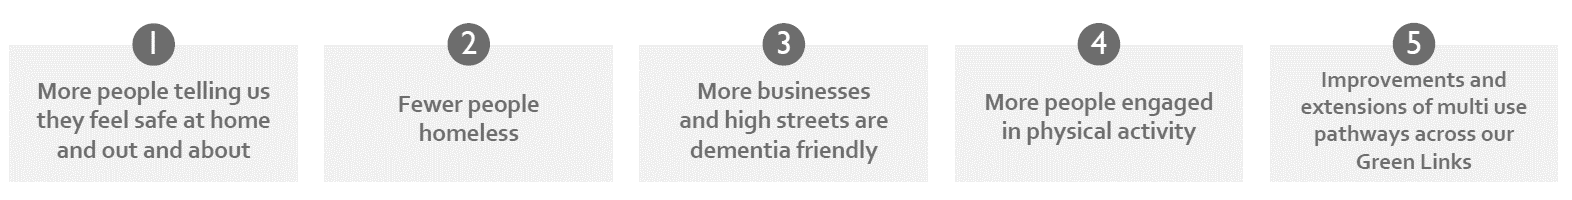 1
More people telling us
they feel safe at home
and out and about
2
Fewer people
homeless
3
More businesses
and high streets are
dementia friendly
4
More people engaged
in physical activity
5
Improvements and
extensions of multi use
pathways across our
Green Links